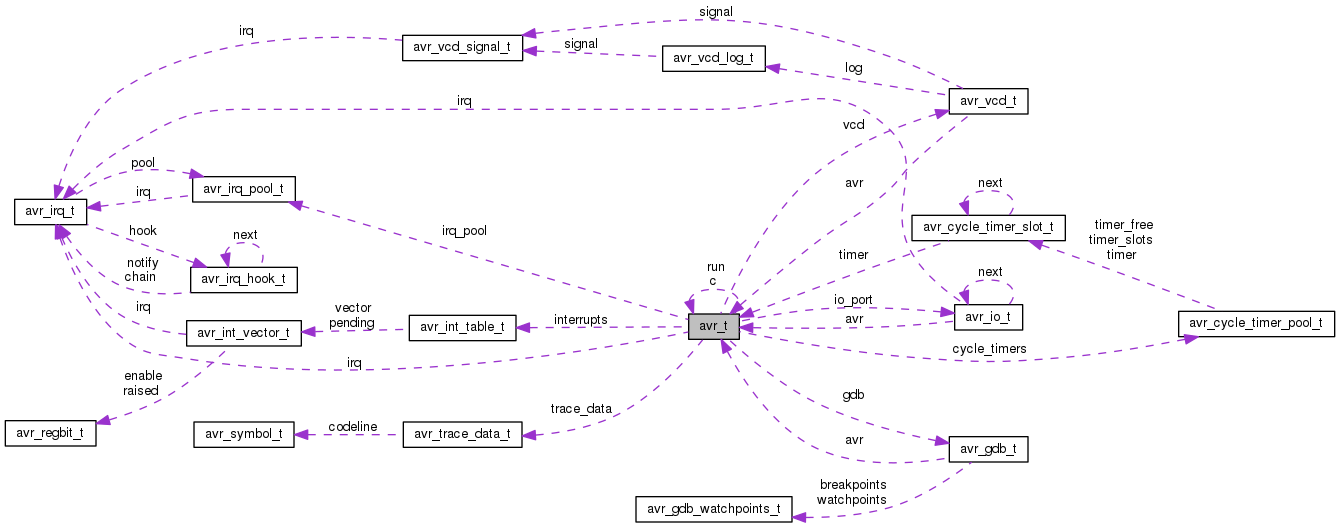 signal
irq
avr_vcd_signal_t
signal
avr_vcd_log_t
log
avr_vcd_t
irq
vcd
pool
avr_irq_pool_t
irq
avr_irq_t
avr
next
avr_cycle_timer_slot_t
hook
next
irq_pool
timer_free
timer_slots
timer
notify
chain
avr_irq_hook_t
run
c
timer
next
irq
avr_int_vector_t
vector
pending
avr_int_table_t
interrupts
avr_t
io_port
avr
avr_io_t
avr_cycle_timer_pool_t
irq
cycle_timers
enable
raised
trace_data
gdb
avr_regbit_t
avr_symbol_t
codeline
avr_trace_data_t
avr
avr_gdb_t
breakpoints
watchpoints
avr_gdb_watchpoints_t